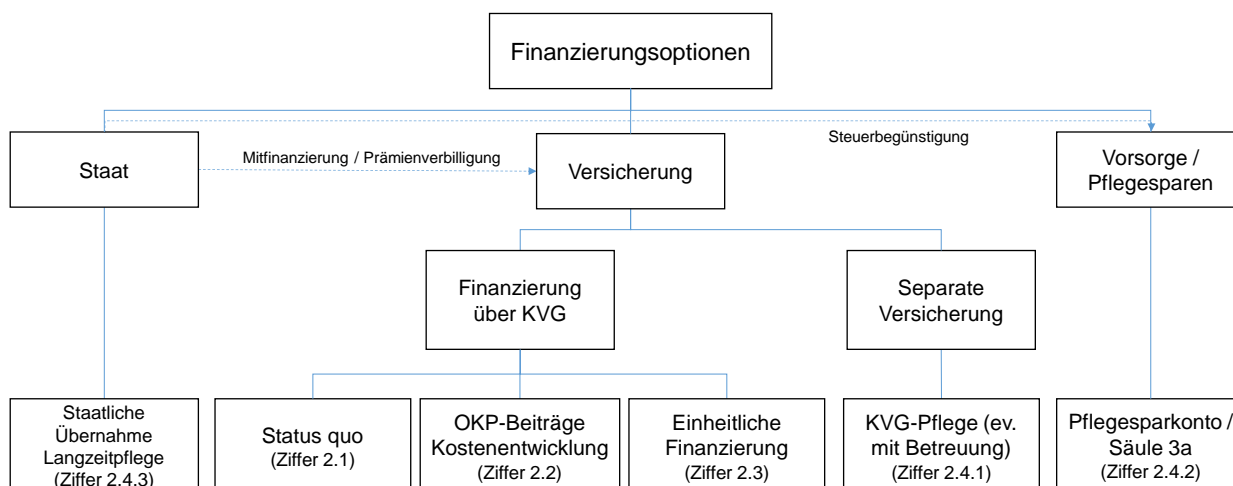 Finanzierungsoptionen
Steuerbegünstigung
Staat
Mitfinanzierung / Prämienverbilligung
Versicherung
Vorsorge /
Pflegesparen
Finanzierung
über KVG
Separate
Versicherung
Staatliche
Übernahme
Langzeitpflege
(Ziffer 2.4.3)
Status quo
(Ziffer 2.1)
OKP-Beiträge
Kostenentwicklung
(Ziffer 2.2)
Einheitliche
Finanzierung
(Ziffer 2.3)
KVG-Pflege (ev.
mit Betreuung)
(Ziffer 2.4.1)
Pflegesparkonto /
Säule 3a
(Ziffer 2.4.2)